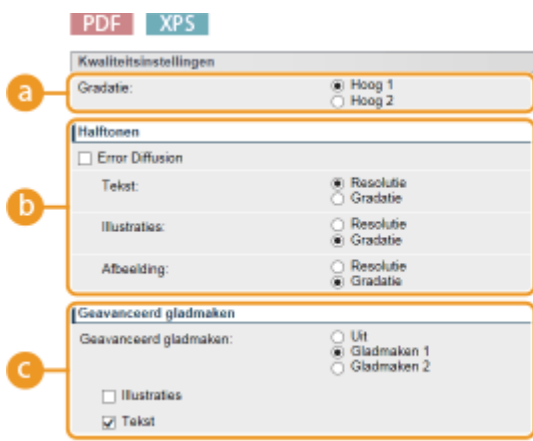 PDF XPS
Kwaliteitsinstellingen
a
Gradatie: Hoog 1
Hoog 2
Halftonen
Error Diffusion
b
Tekst: Resolutie
Gradatie
Illustraties: Resolutie
Gradatie
Afbeelding: Resolutie
Gradatie
Geavanceerd gladmaken
Geavanceerd gladmaken: Uit
Gladmaken 1
Gladmaken 2
c
Illustraties
Tekst